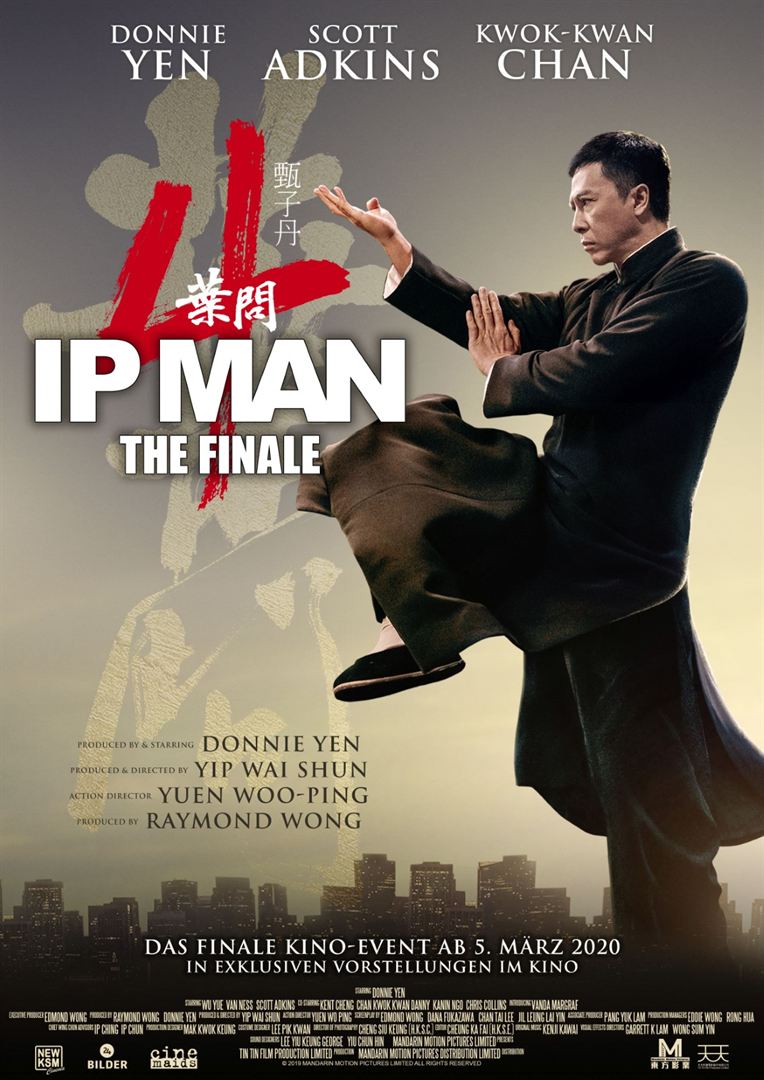 DONNIE YEN
SCOTT ADKINS
KWOK-KWAN CHAN
4
甄子丹
葉問
IP MAN
THE FINALE
葉問
PRODUCED BY & STARRING DONNIE YEN
PRODUCED & DIRECTED BY YIP WAI SHUN
ACTION DIRECTOR YUEN WOO-PING
PRODUCED BY RAYMOND WONG
DAS FINALE KINO-EVENT AB 5. MÄRZ 2020
IN EXKLUSIVEN VORSTELLUNGEN IM KINO
STARRING DONNIE YEN
STARRING WU YUE VAN NESS SCOTT ADKINS CO-STARRING KENT CHENG CHAN KWOK KWAN DANNY KANIN NGO CHRIS COLLINS INTRODUCING VANDA MARGRAF
EXECUTIVE PRODUCER EDMOND WONG PRODUCED BY RAYMOND WONG DONNIE YEN PRODUCED & DIRECTED BY YIP WAI SHUN ACTION DIRECTOR YUEN WO PING SCREENPLAY BY EDMOND WONG DANA FUKAZAWA CHAN TAI LEE JIL LEUNG LAI YIN ASSOCIATE PRODUCER PANG YUK LAM PRODUCTION MANAGERS EDDIE WONG RONG HUA
CHIEF WING CHUN ADVISORS IP CHING IP CHUN PRODUCTION DESIGNER MAK KWOK KEUNG COSTUME DESIGNER LEE PIK KWAN DIRECTOR OF PHOTOGRAPHY CHENG SIU KEUNG (H.K.S.C.) EDITOR CHEUNG KA FAI (H.K.S.E.) ORIGINAL MUSIC KENJI KAWAI VISUAL EFFECTS DIRECTORS GARRETT K LAM WONG SUM YIN
SOUND DESIGNERS LEE YIU KEUNG GEORGE YIU CHUN HIN MANDARIN MOTION PICTURES LIMITED PRESENTS
TIN TIN FILM PRODUCTION LIMITED PRODUCTION MANDARIN MOTION PICTURES DISTRIBUTION LIMITED DISTRIBUTION
© 2019 MANDARIN MOTION PICTURES LIMITED ALL RIGHTS RESERVED
NEW KSM Cinema
24 BILDER
cine maids
M
東方影業
天天